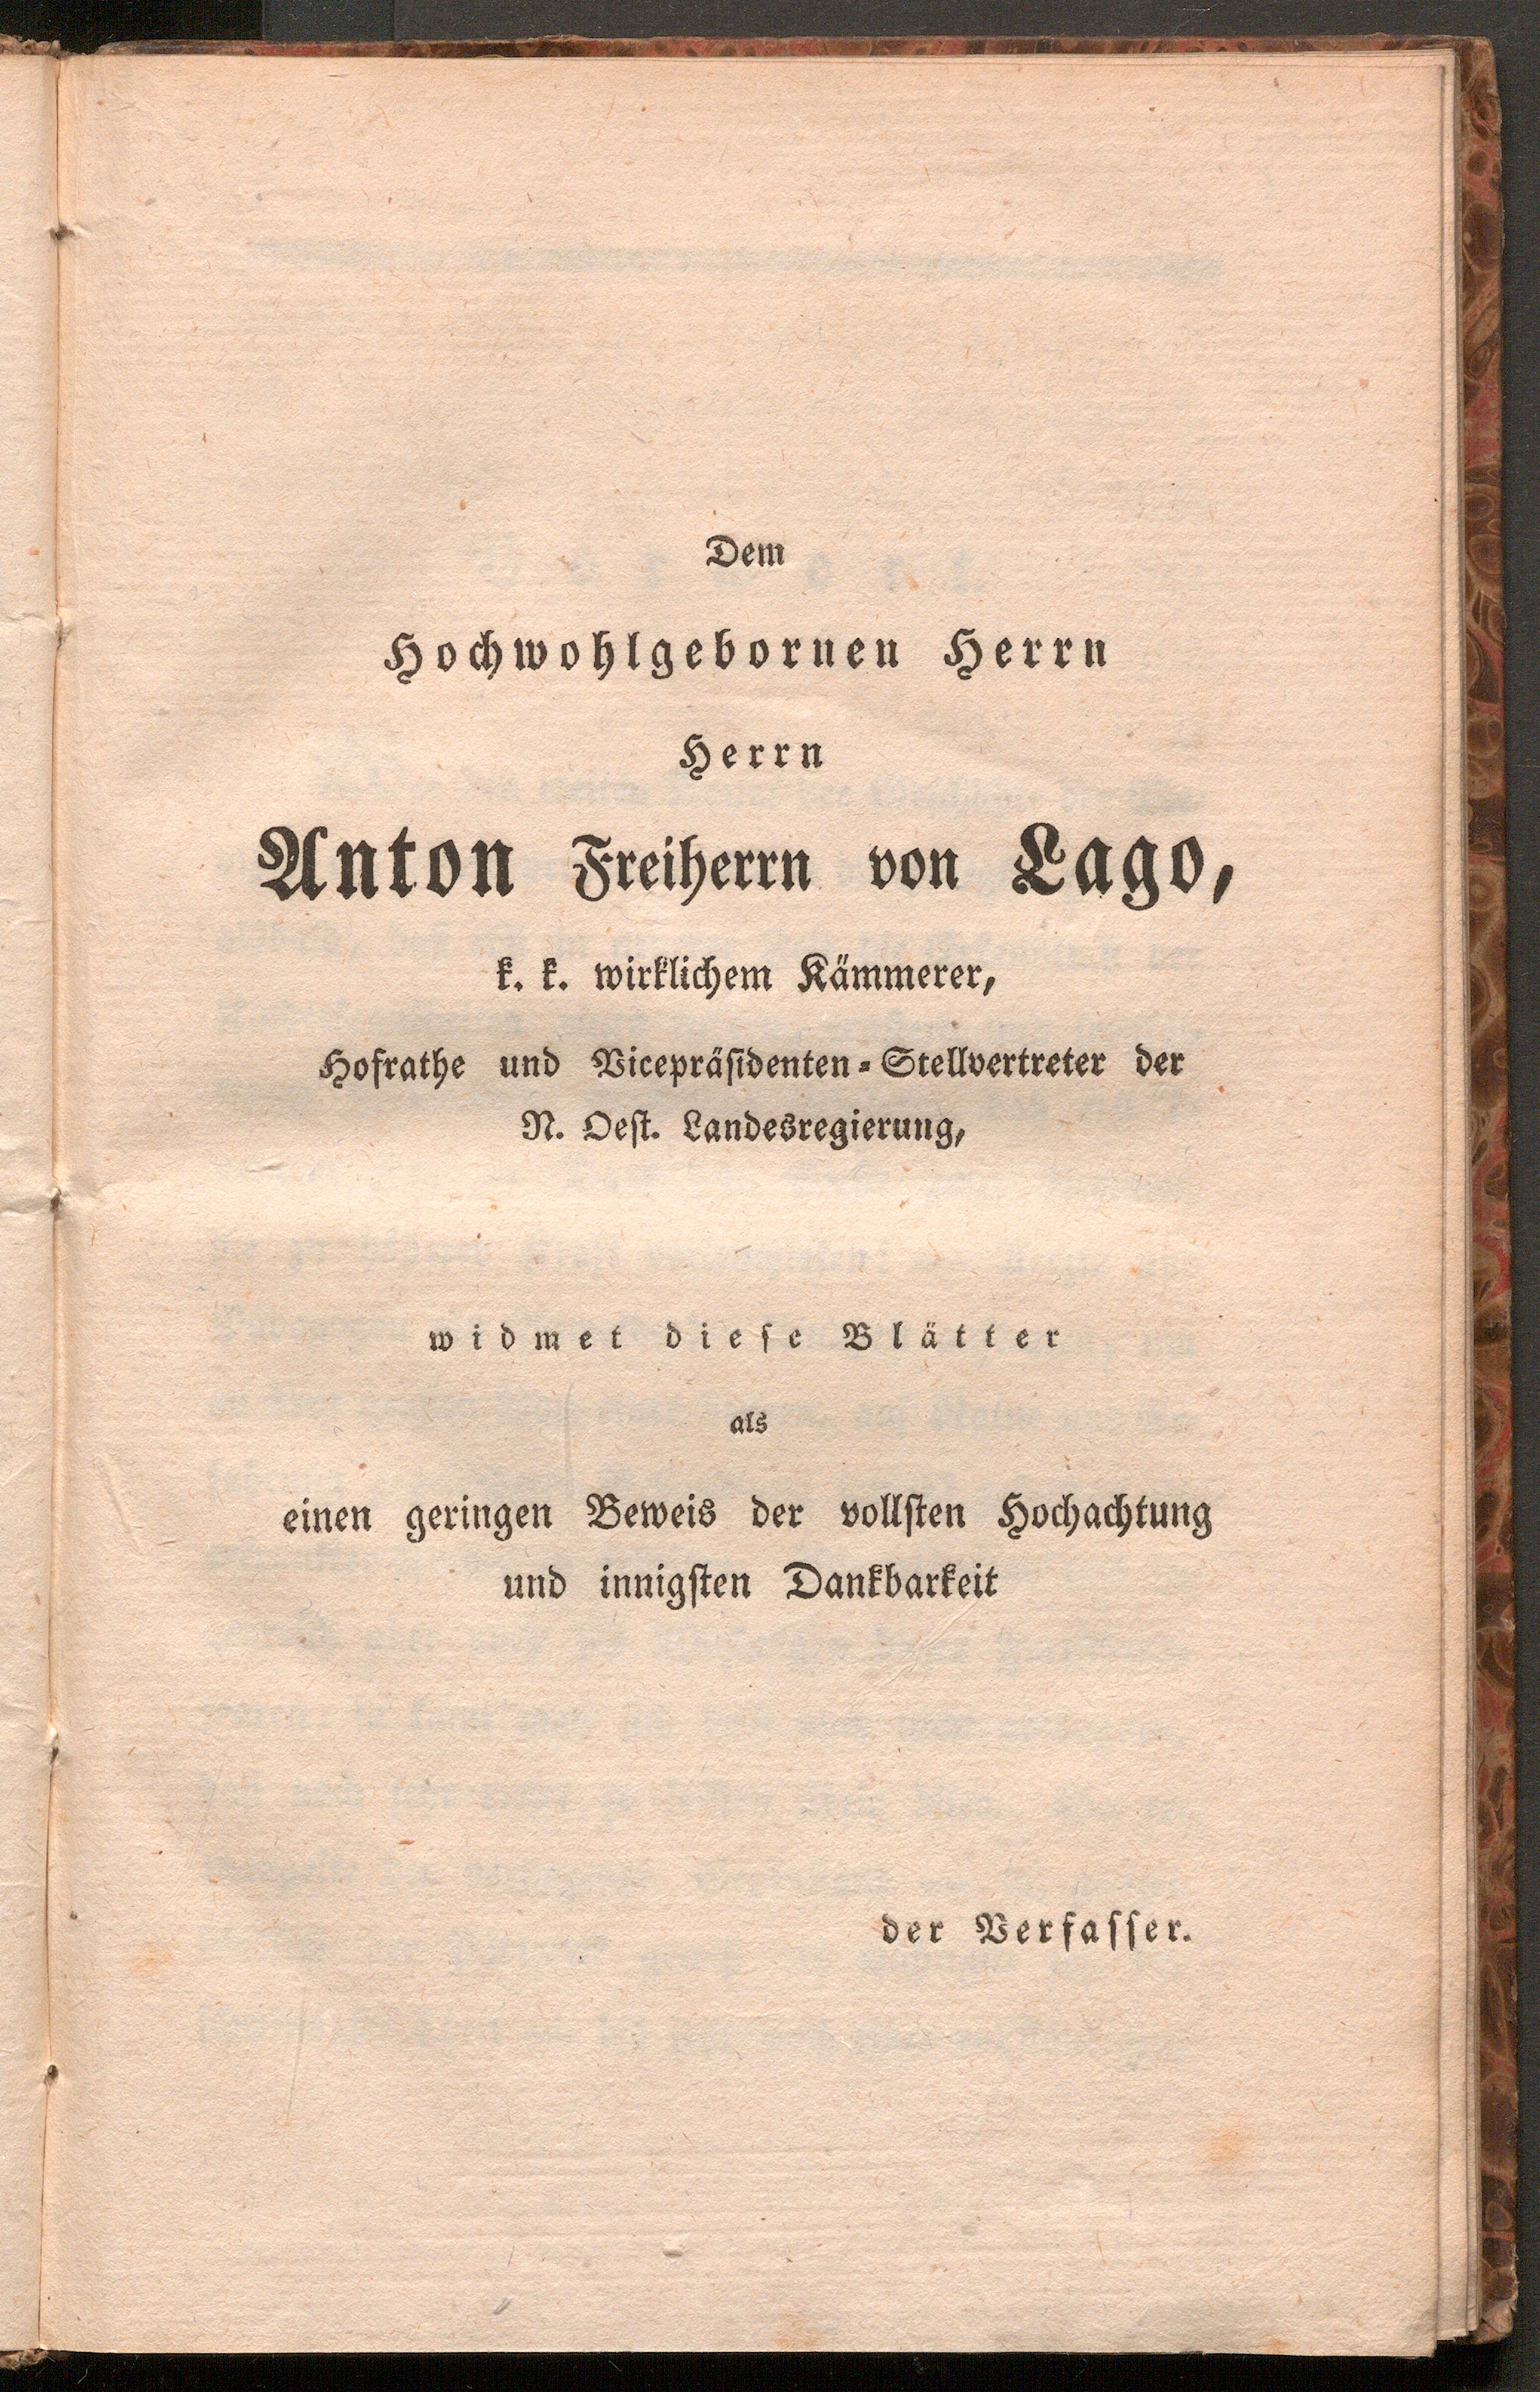 Dem
Hochwohlgebornen Herrn
Herrn
Anton Freiherrn von Lago,
k. k. wirklichem Kämmerer,
Hofrathe und Vicepräſidenten-Stellvertreter der
N. Oeſt. Landesregierung,
widmet dieſe Blätter
als
einen geringen Beweis der vollſten Hochachtung
und innigſten Dankbarkeit
der Verfaſſer.